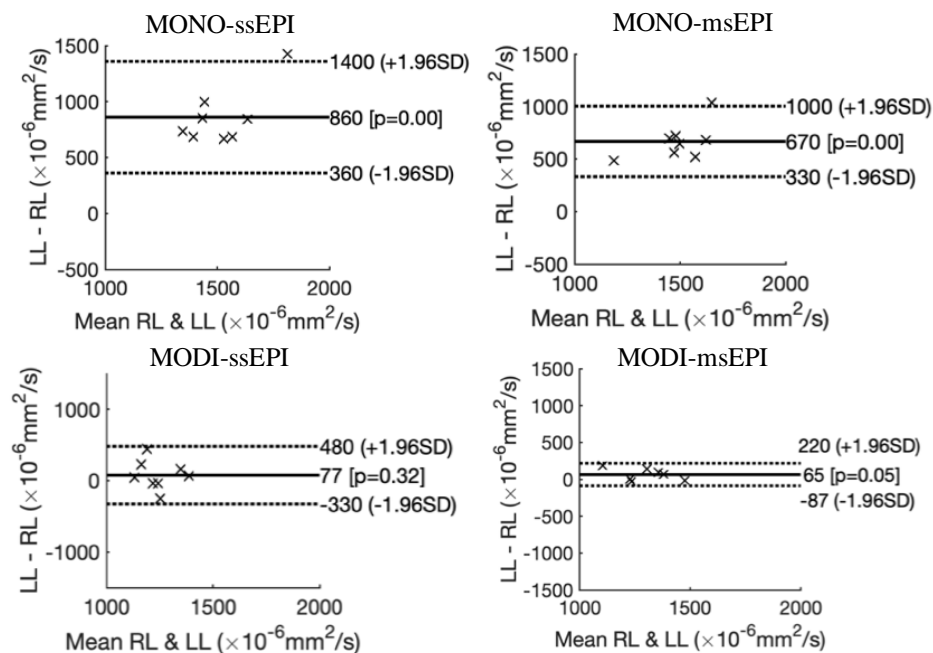 MONO-ssEPI
1500
1000
500
0
-500
1000
1500
2000
LL - RL (×10⁻⁶mm²/s)
Mean RL & LL (×10⁻⁶mm²/s)
1400 (+1.96SD)
860 [p=0.00]
360 (-1.96SD)
MONO-msEPI
1500
1000
500
0
-500
1000
1500
2000
LL - RL (×10⁻⁶mm²/s)
Mean RL & LL (×10⁻⁶mm²/s)
1000 (+1.96SD)
670 [p=0.00]
330 (-1.96SD)
MODI-ssEPI
1000
0
-1000
1000
1500
2000
LL - RL (×10⁻⁶mm²/s)
Mean RL & LL (×10⁻⁶mm²/s)
480 (+1.96SD)
77 [p=0.32]
-330 (-1.96SD)
MODI-msEPI
1500
1000
500
0
-500
-1000
-1500
1000
1500
2000
LL - RL (×10⁻⁶mm²/s)
Mean RL & LL (×10⁻⁶mm²/s)
220 (+1.96SD)
65 [p=0.05]
-87 (-1.96SD)